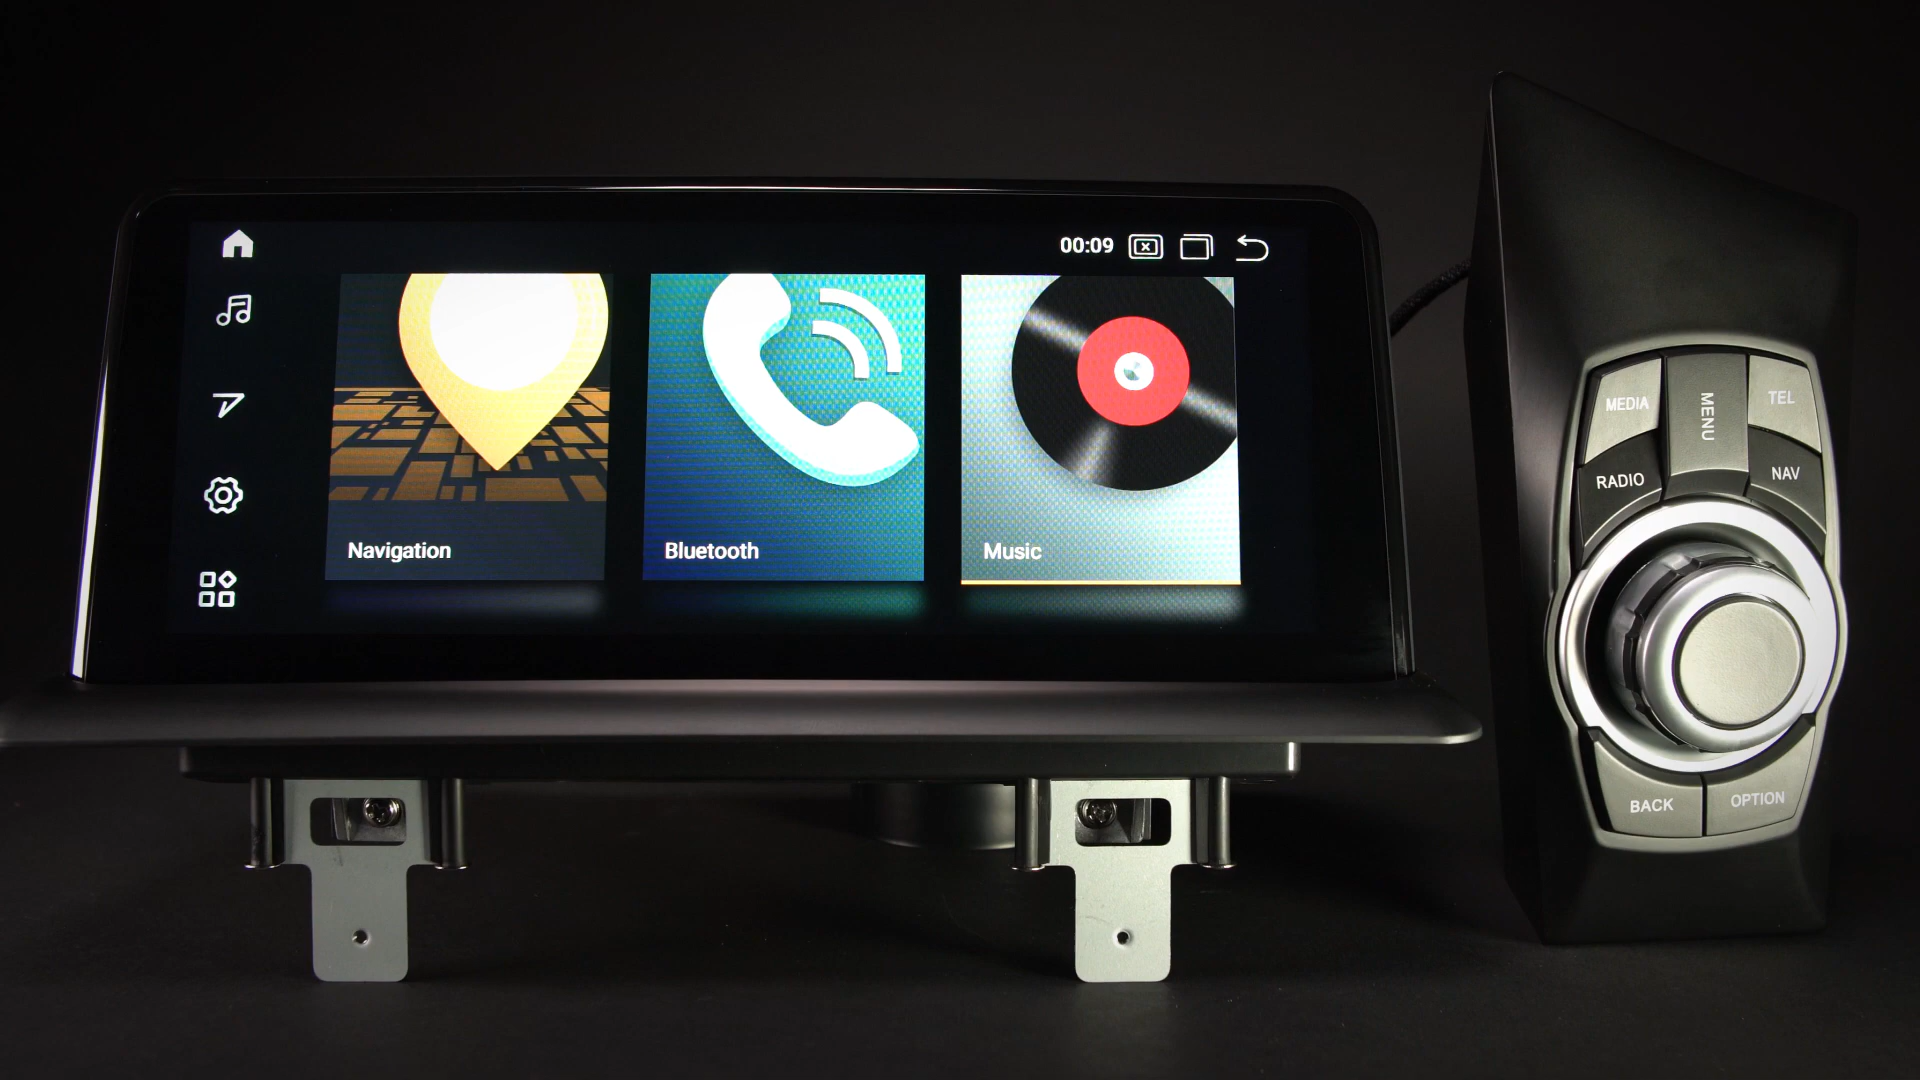 00:09
Navigation
Bluetooth
Music
MEDIA
MENU
TEL
RADIO
NAV
BACK
OPTION